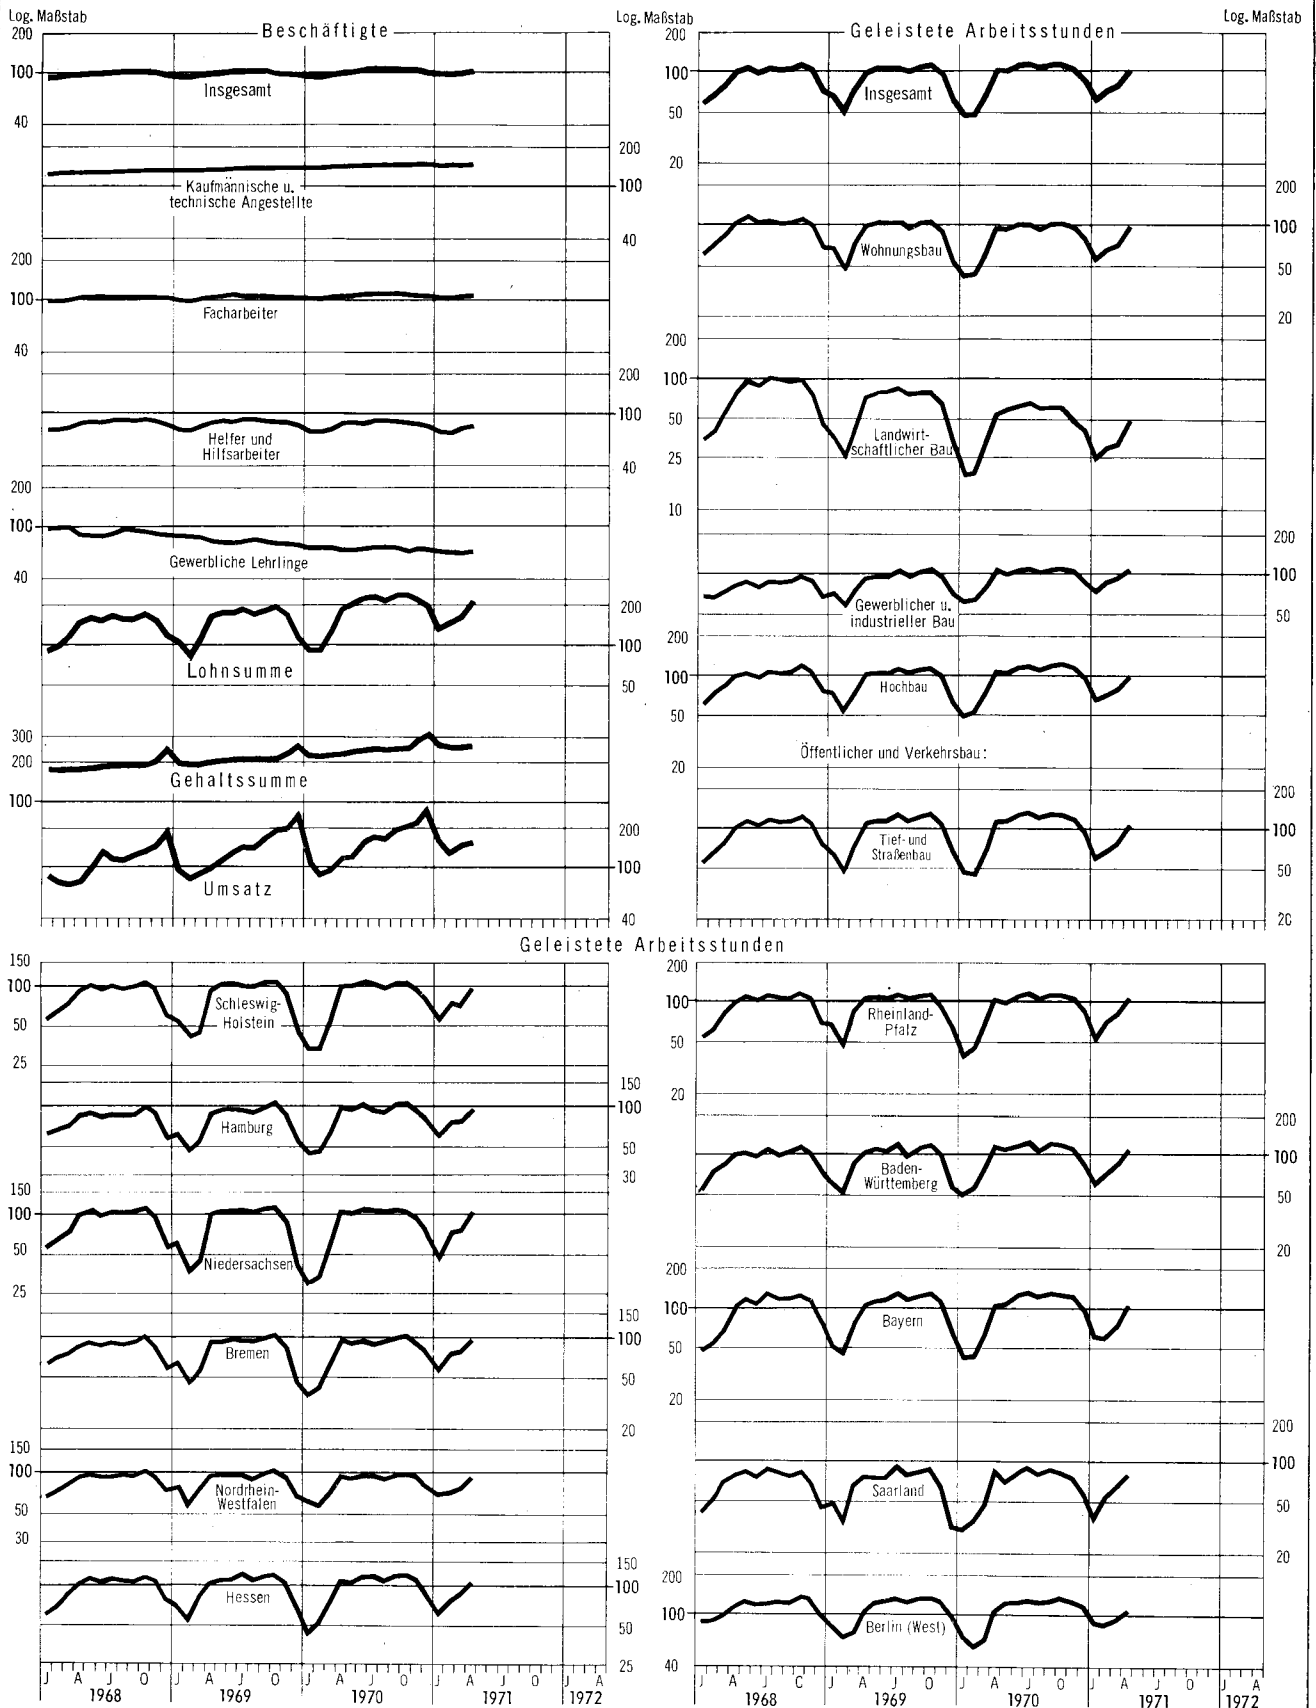 Log. Maßstab
Log. Maßstab
Log. Maßstab
Beschäftigte
200
100
Insgesamt
40
200
100
Kaufmännische u.
technische Angestellte
40
200
100
Facharbeiter
40
200
100
Helfer und
Hilfsarbeiter
40
200
100
Gewerbliche Lehrlinge
40
200
100
Lohnsumme
50
300
200
Gehaltssumme
100
200
100
Umsatz
40
Geleistete Arbeitsstunden
200
100
Insgesamt
50
20
200
100
Wohnungsbau
50
20
200
100
50
Landwirt-
schaftlicher Bau
25
10
200
100
Gewerblicher u.
industrieller Bau
50
200
100
Hochbau
50
Öffentlicher und Verkehrsbau:
20
200
100
Tief- und
Straßenbau
50
20
Geleistete Arbeitsstunden
150
100
Schleswig-
Holstein
50
25
150
100
Hamburg
50
30
150
100
50
Niedersachsen
25
150
100
Bremen
50
20
150
100
Nordrhein-
Westfalen
50
30
150
100
Hessen
50
25
J A J O J A J O J A J O J A J O J A
1968 1969 1970 1971 1972
200
100
Rheinland-
Pfalz
50
20
200
100
Baden-
Württemberg
50
20
200
100
Bayern
50
20
200
100
Saarland
50
20
200
100
Berlin (West)
40
J A J C J A J O J A J O J A J O J A
1968 1969 1970 1971 1972